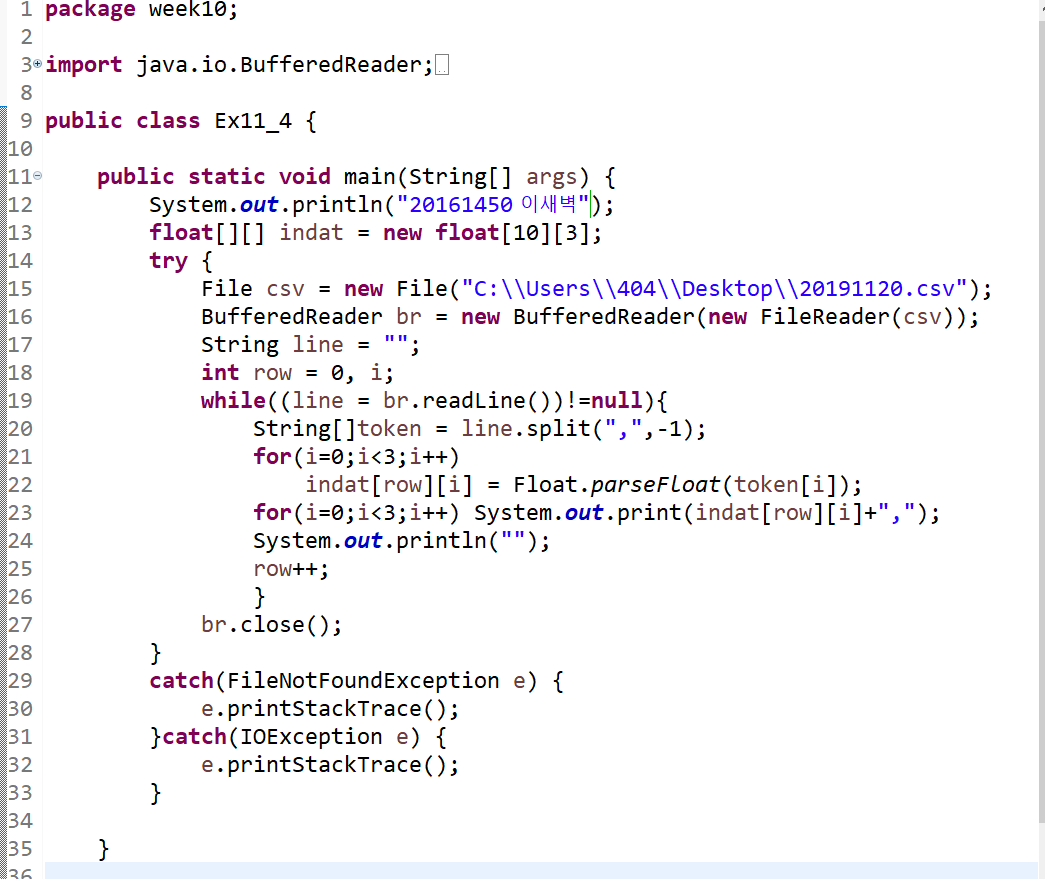 1 package week10;
2
3 import java.io.BufferedReader;
8
9 public class Ex11_4 {
10
11     public static void main(String[] args) {
12         System.out.println("20161450 이새벽");
13         float[][] indat = new float[10][3];
14         try {
15             File csv = new File("C:\\Users\\404\\Desktop\\20191120.csv");
16             BufferedReader br = new BufferedReader(new FileReader(csv));
17             String line = "";
18             int row = 0, i;
19             while((line = br.readLine())!=null){
20                 String[]token = line.split(",",-1);
21                 for(i=0;i<3;i++)
22                     indat[row][i] = Float.parseFloat(token[i]);
23                 for(i=0;i<3;i++) System.out.print(indat[row][i]+",");
24                 System.out.println("");
25                 row++;
26                 }
27             br.close();
28         }
29         catch(FileNotFoundException e) {
30             e.printStackTrace();
31         }catch(IOException e) {
32             e.printStackTrace();
33         }
34
35     }
36